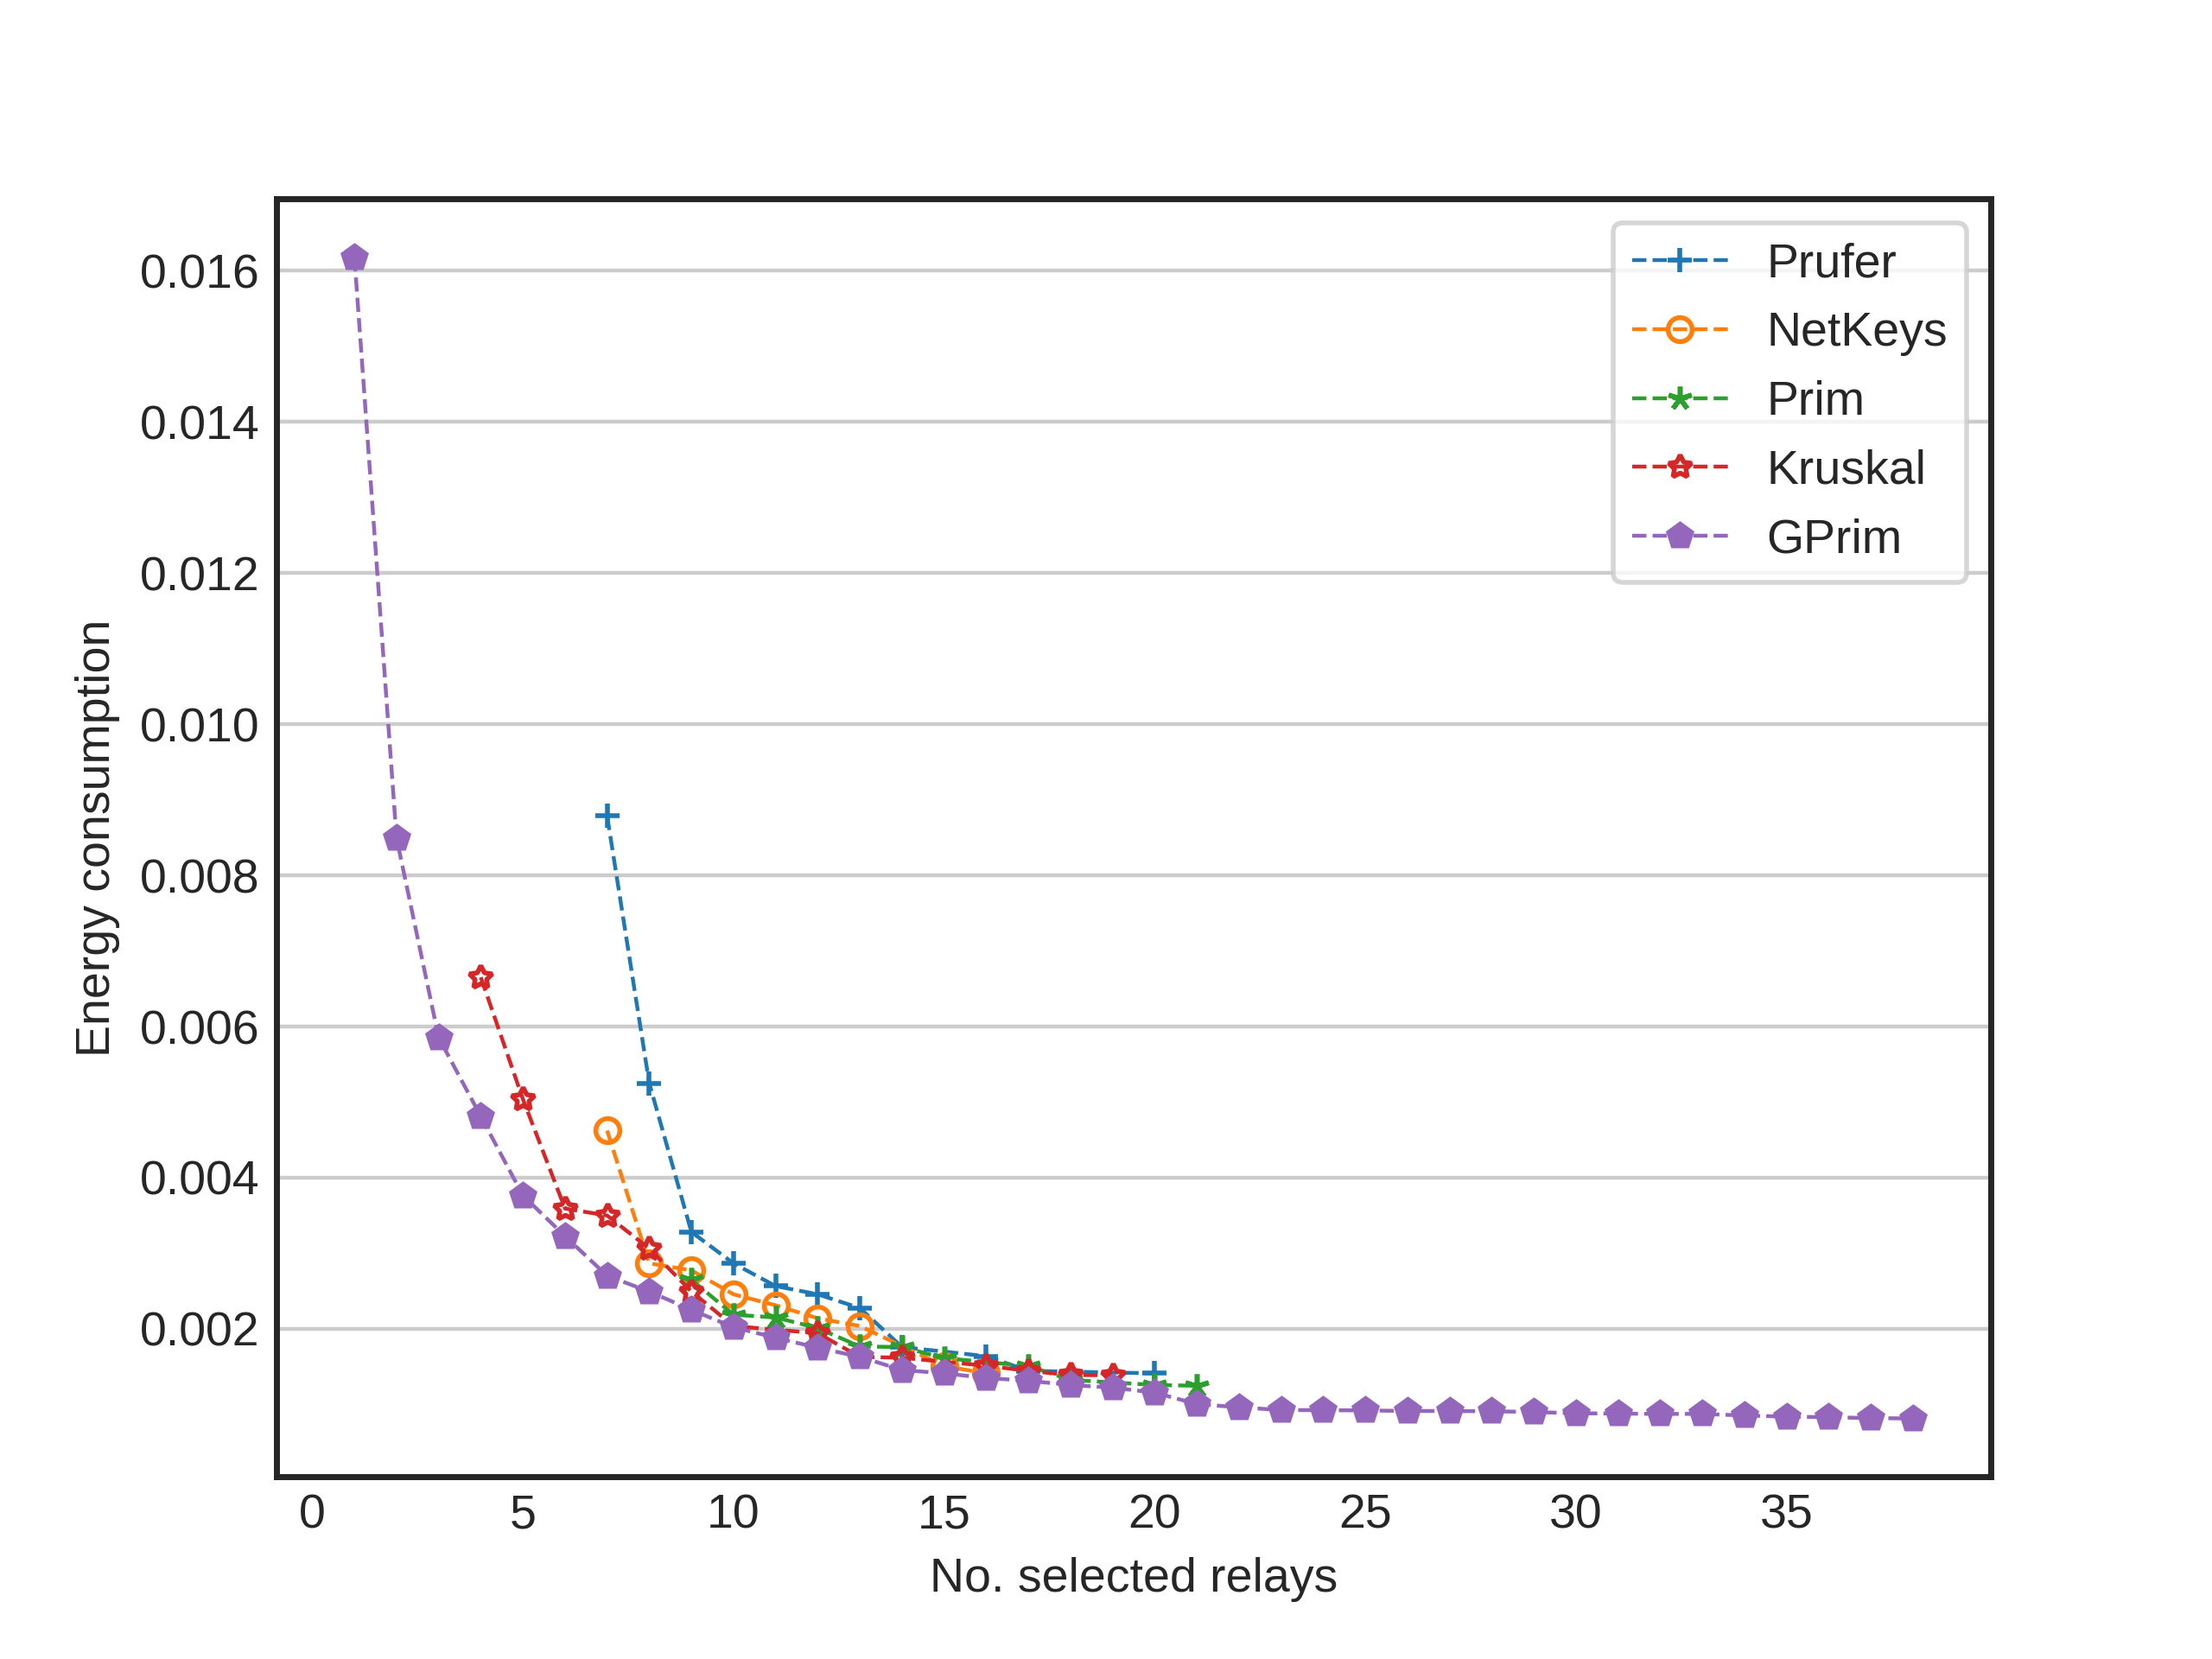 Prufer
NetKeys
Prim
Kruskal
GPrim
0.016
0.014
0.012
0.010
0.008
0.006
0.004
0.002
Energy consumption
0 5 10 15 20 25 30 35
No. selected relays